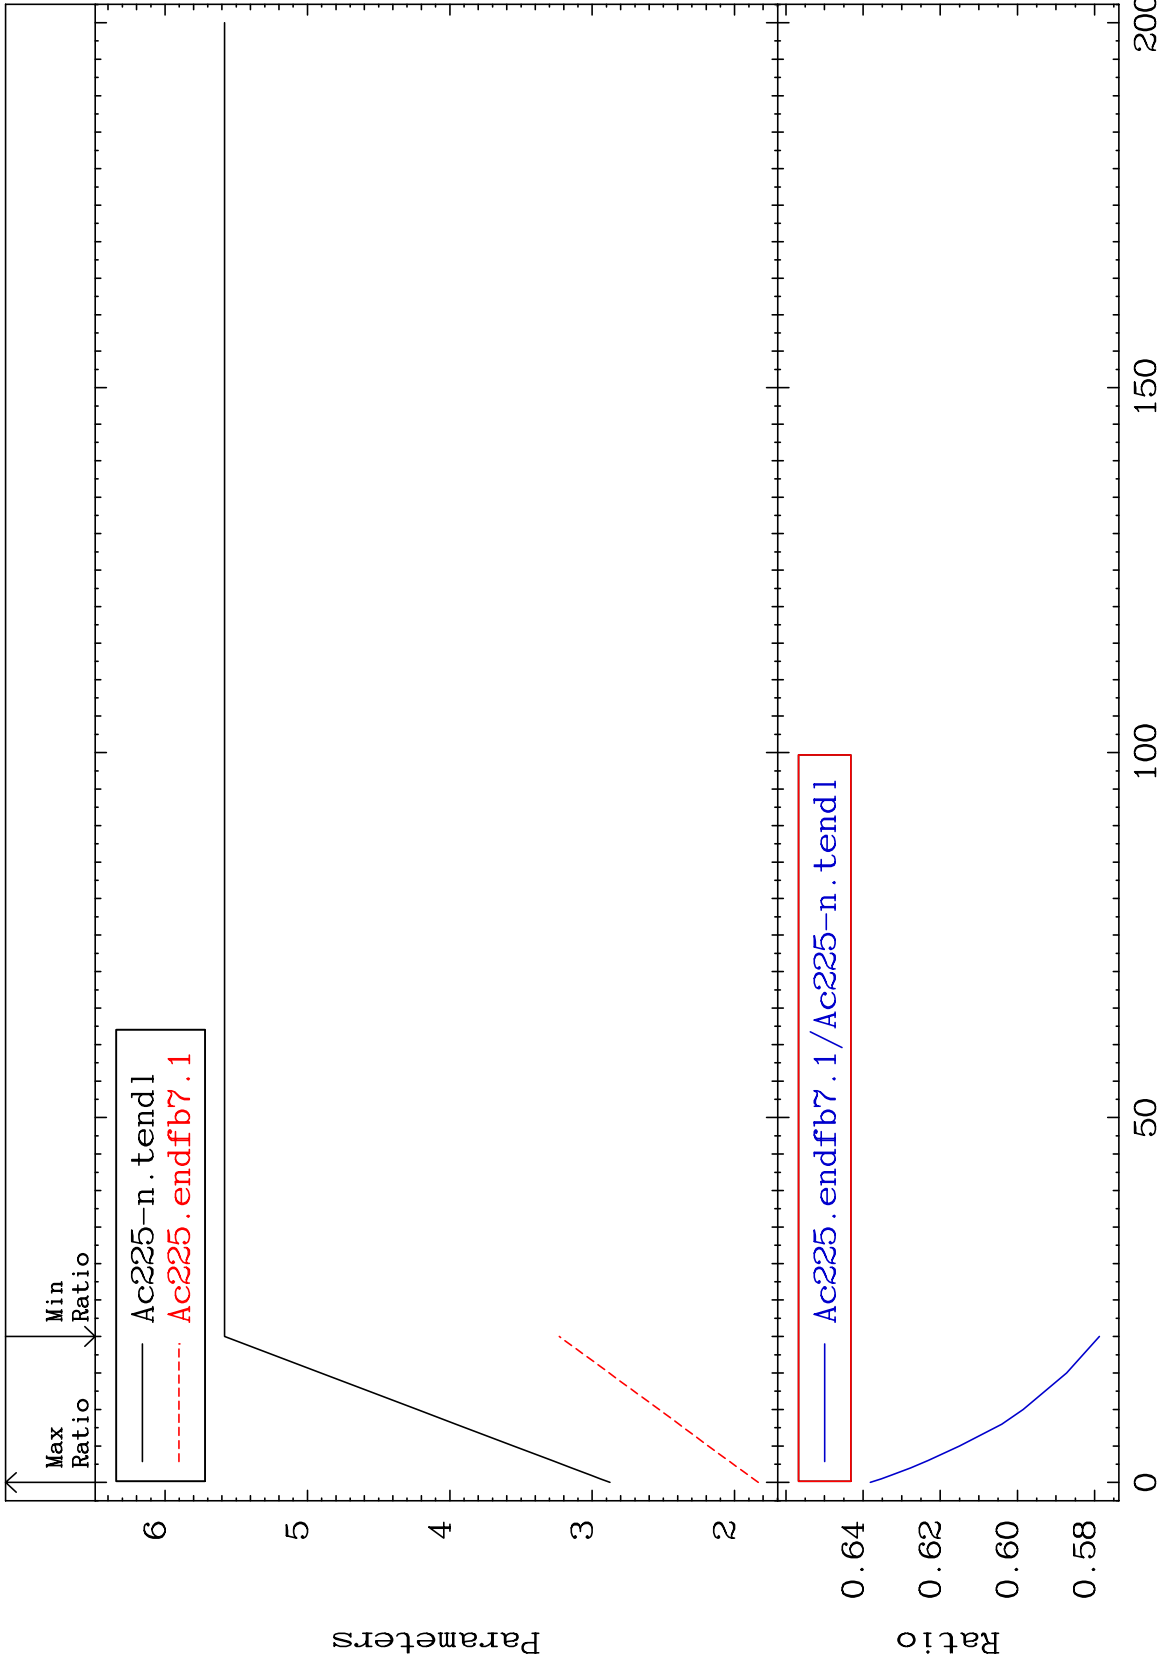 Max
Ratio
Min
Ratio
Ac225-n.tendl
Ac225.endfb7.1
6
5
4
3
2
Parameters
Ac225.endfb7.1/Ac225-n.tendl
0.64
0.62
0.60
0.58
Ratio
0
50
100
150
200